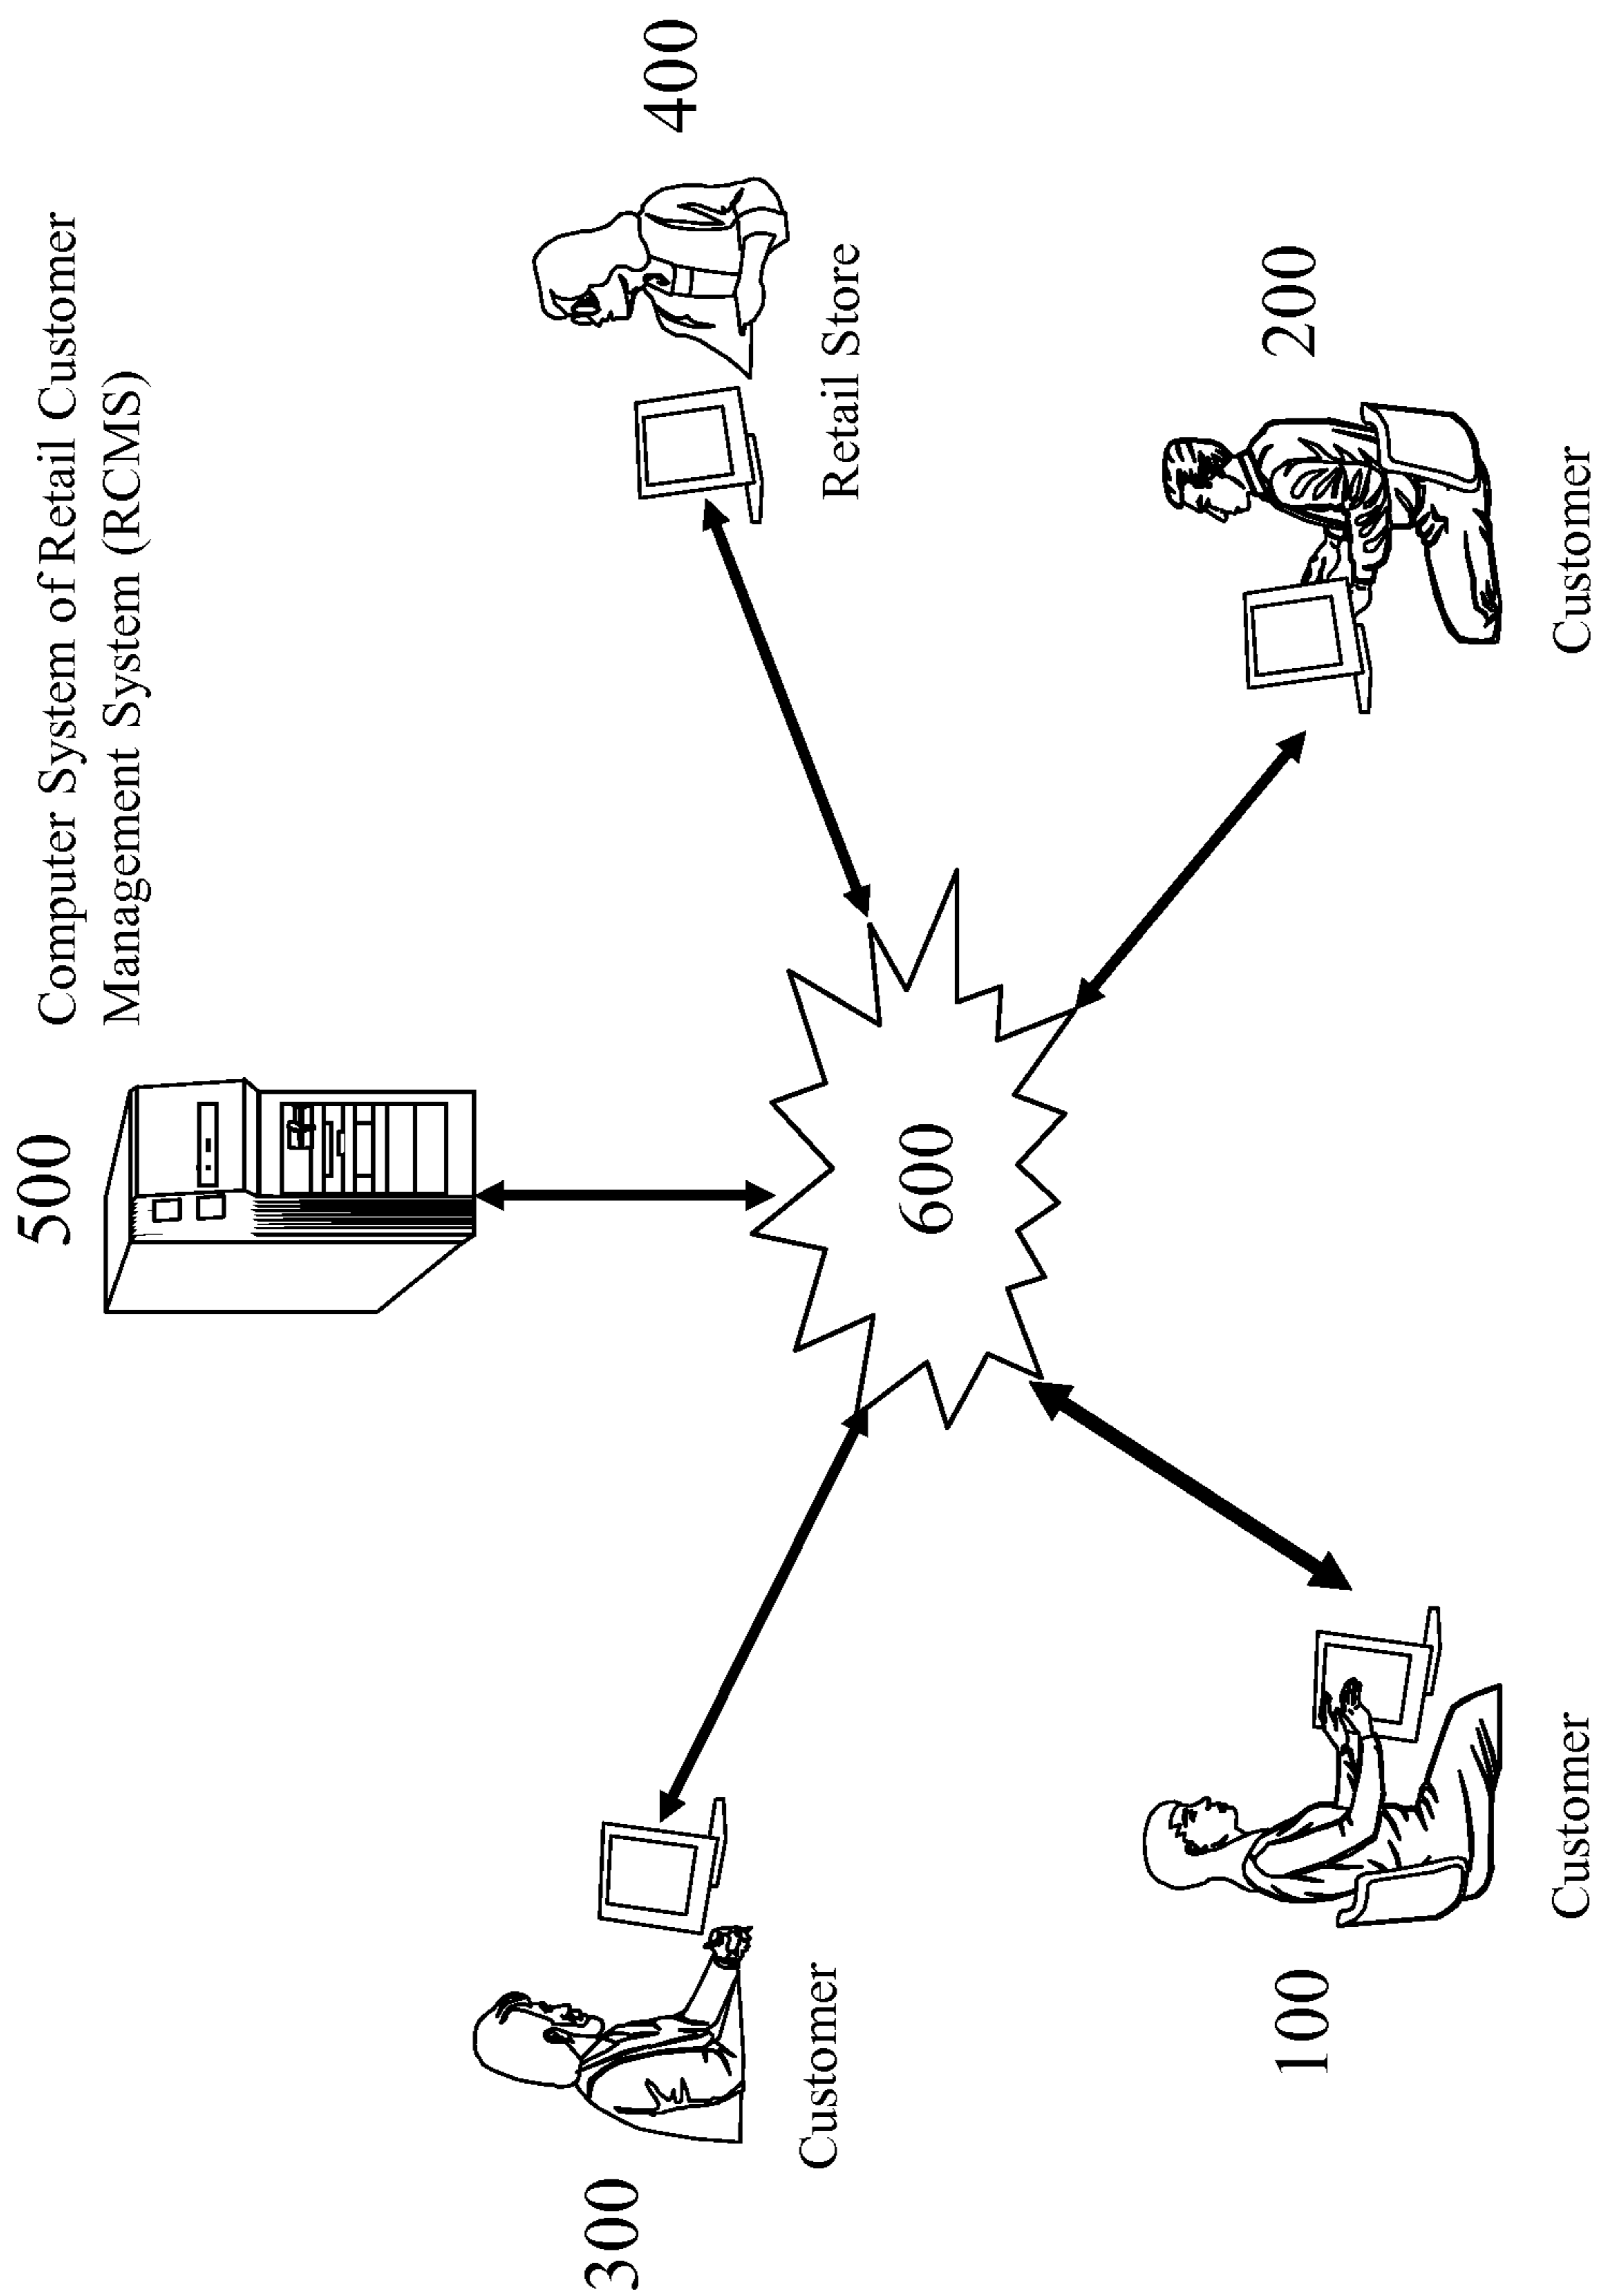 500
Computer System of Retail Customer
Management System (RCMS)
300
Customer
400
Retail Store
600
100
Customer
200
Customer